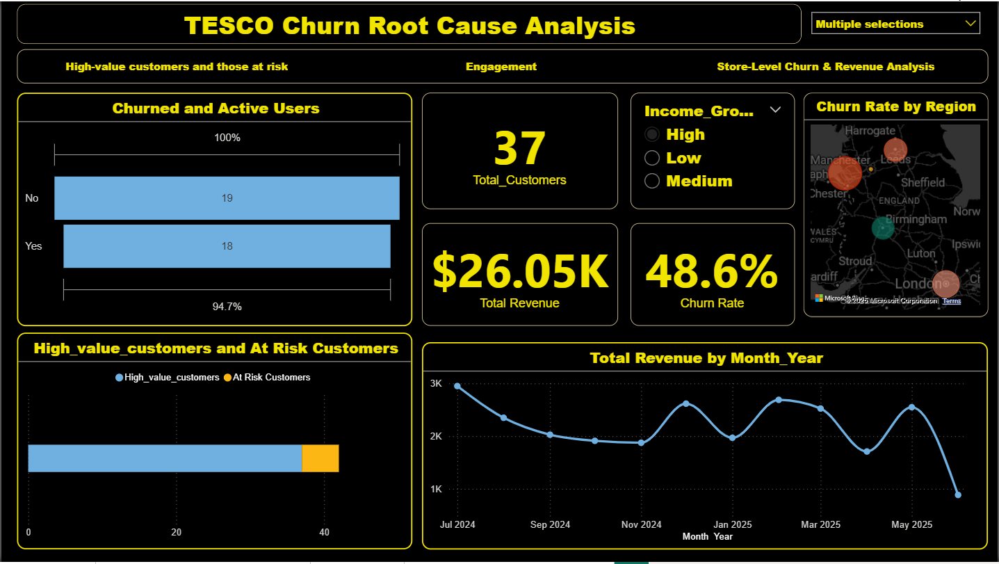 TESCO Churn Root Cause Analysis
Multiple selections
High-value customers and those at risk
Engagement
Store-Level Churn & Revenue Analysis
Churned and Active Users
100%
No
19
Yes
18
94.7%
37
Total_Customers
Income_Gro...
High
Low
Medium
$26.05K
Total Revenue
48.6%
Churn Rate
Churn Rate by Region
Harrogate
Leeds
Manchester
aph
Sheffield
Chester
ENGLAND
Norw
Birmingham
WALES
CYMRU
Luton
Ipswi
Stroud
ardiff
London
Ch
© 2025 Microsoft Corporation
Terms
High_value_customers and At Risk Customers
High_value_customers
At Risk Customers
0
20
40
Total Revenue by Month_Year
3K
2K
1K
Jul 2024
Sep 2024
Nov 2024
Jan 2025
Mar 2025
May 2025
Month_Year